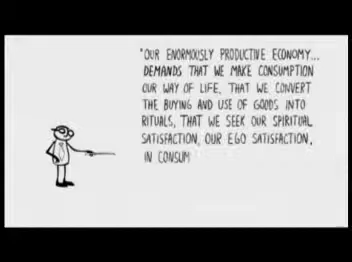 "OUR ENORMOUSLY PRODUCTIVE ECONOMY...
DEMANDS THAT WE MAKE CONSUMPTION
OUR WAY OF LIFE, THAT WE CONVERT
THE BUYING AND USE OF GOODS INTO
RITUALS, THAT WE SEEK OUR SPIRITUAL
SATISFACTION, OUR EGO SATISFACTION,
IN CONSUM